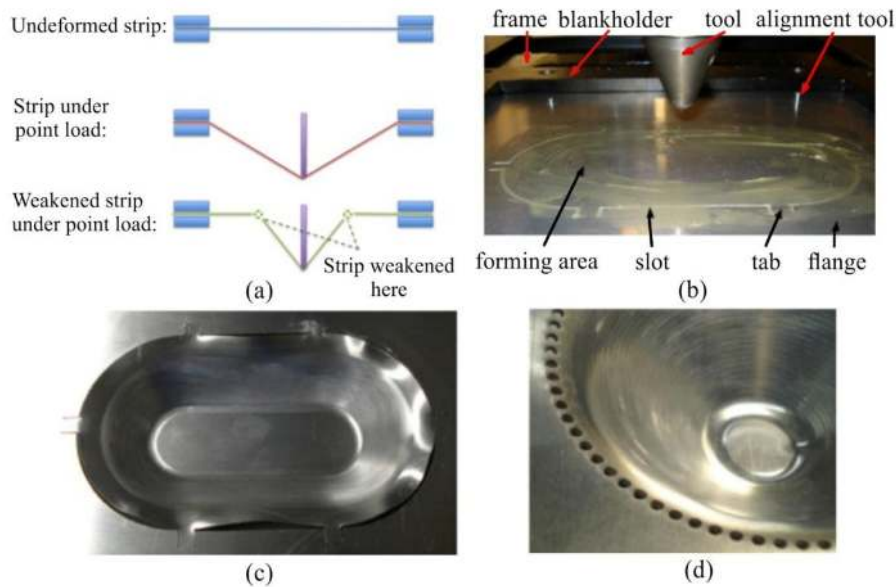 Undeformed strip:
Strip under
point load:
Weakened strip
under point load:
Strip weakened
here
(a)
frame
blankholder
tool
alignment tool
forming area
slot
tab
flange
(b)
(c)
(d)